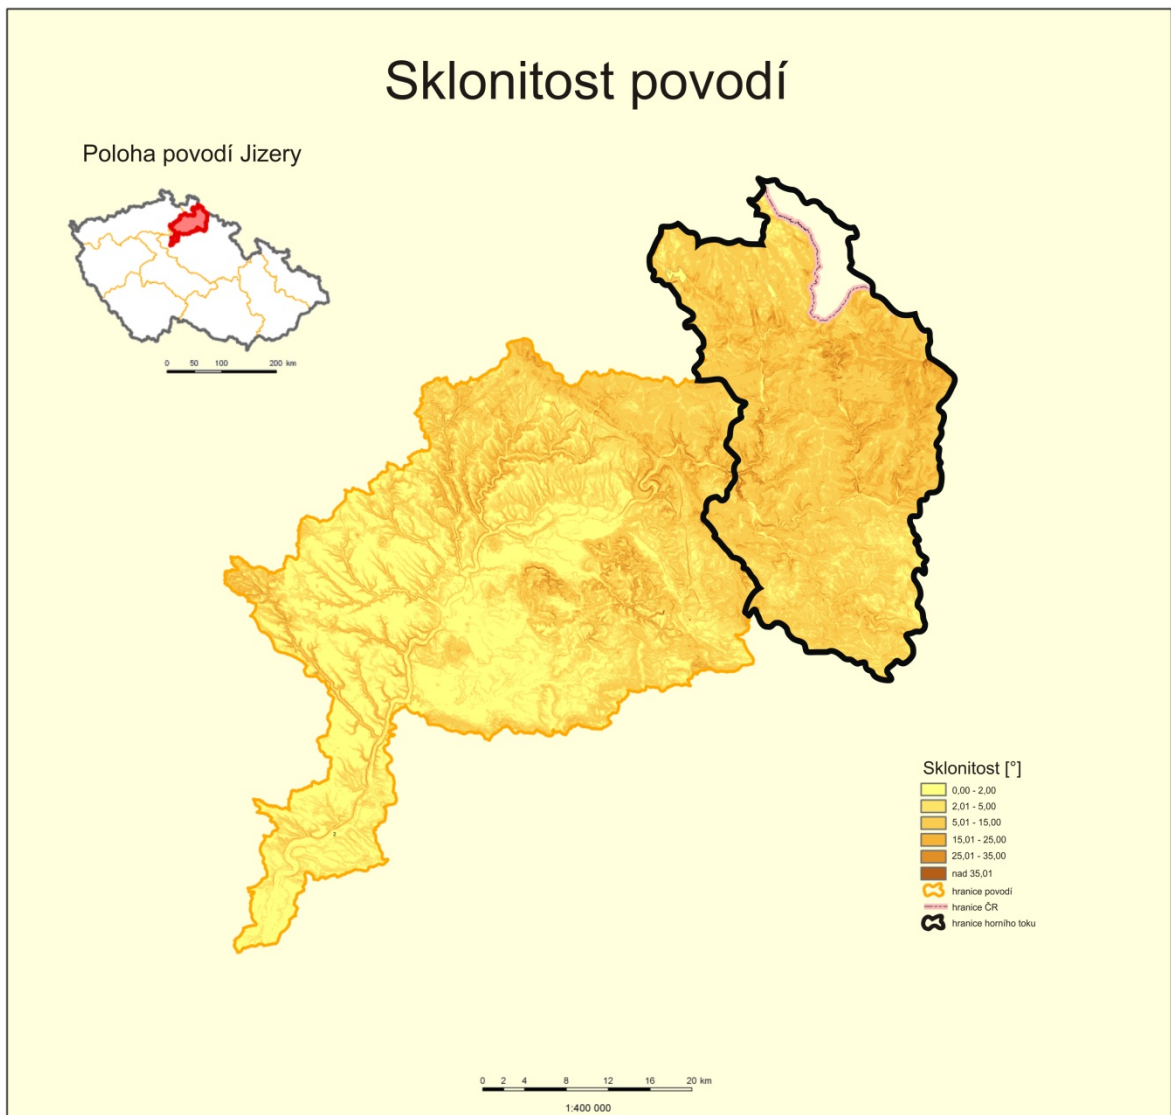 Sklonitost povodí
Poloha povodí Jizery
0 50 100 200 km
Sklonitost [°]
0,00 - 2,00
2,01 - 5,00
5,01 - 15,00
15,01 - 25,00
25,01 - 35,00
nad 35,01
hranice povodí
hranice ČR
hranice horního toku
2
0 2 4 8 12 16 20 km
1:400 000